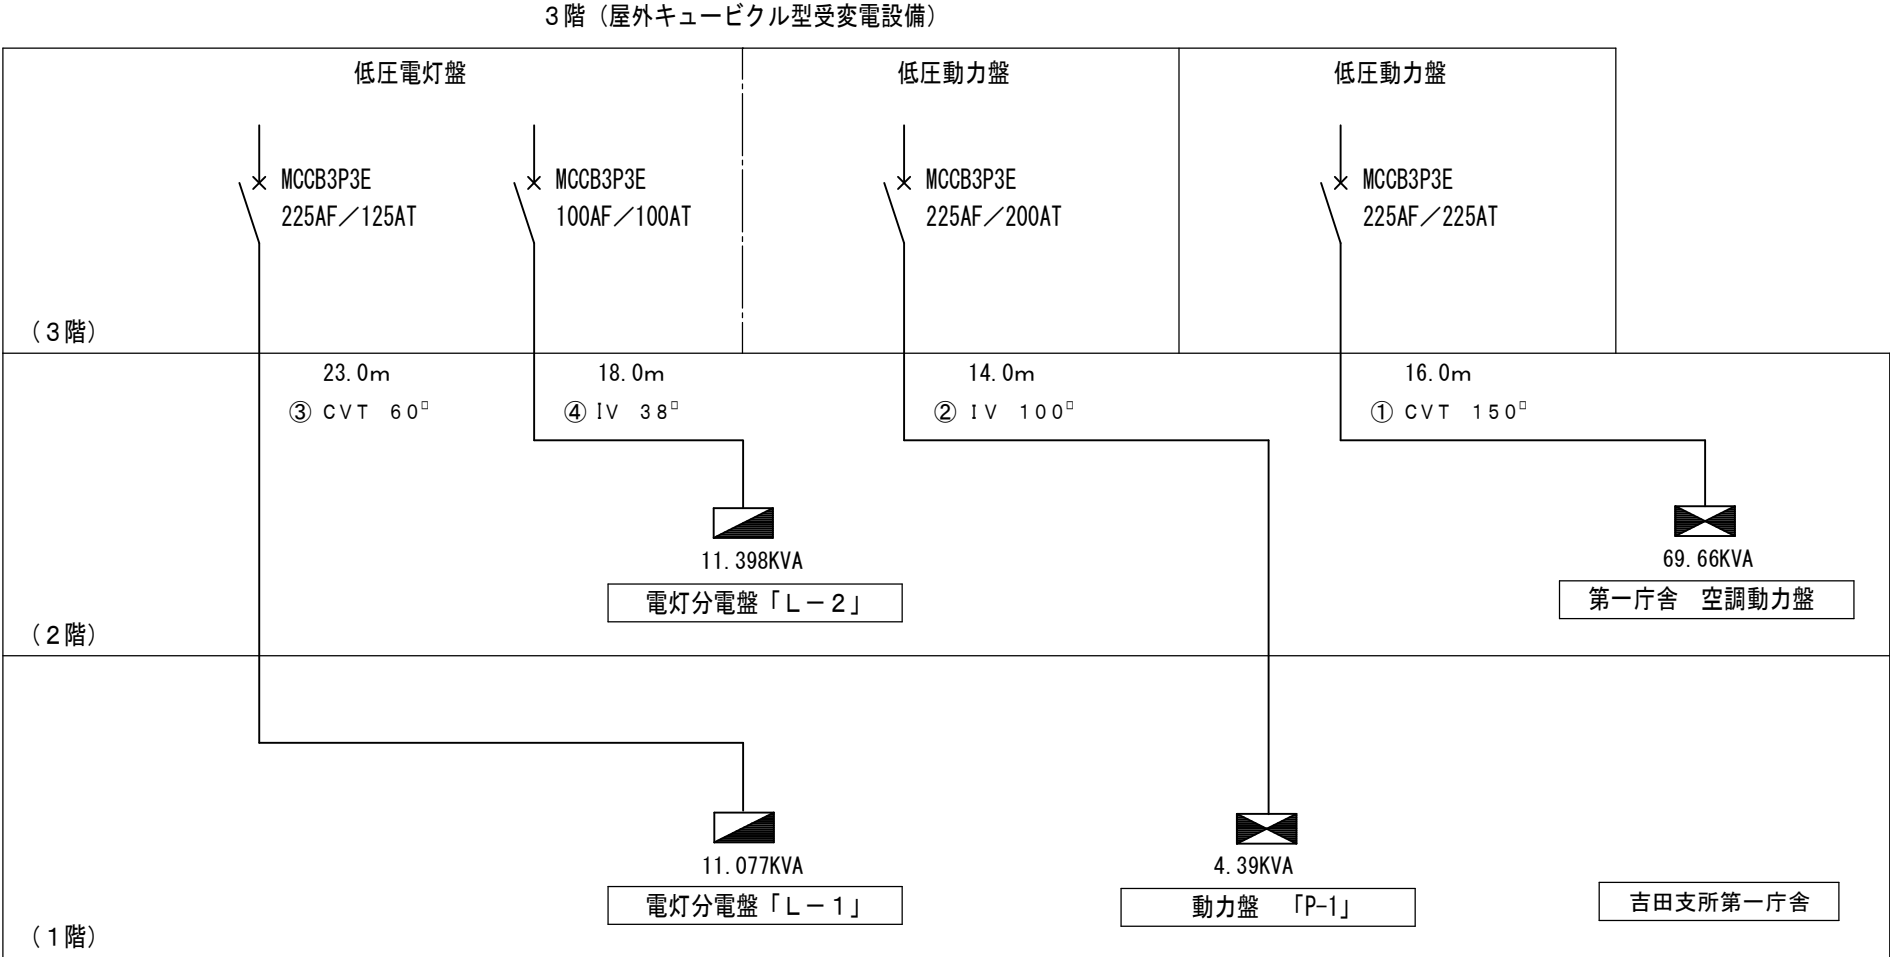 3階（屋外キュービクル型受変電設備）
低圧電灯盤
低圧動力盤
低圧動力盤
MCCB3P3E
225AF／125AT
MCCB3P3E
100AF／100AT
MCCB3P3E
225AF／200AT
MCCB3P3E
225AF／225AT
（3階）
23.0m
③ CVT 60□
18.0m
④ IV 38□
14.0m
② IV 100□
16.0m
① CVT 150□
11.398KVA
電灯分電盤「L－2」
69.66KVA
第一庁舎 空調動力盤
（2階）
11.077KVA
電灯分電盤「L－1」
4.39KVA
動力盤 「P-1」
吉田支所第一庁舎
（1階）